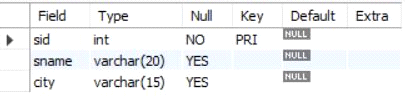 Field Type Null Key Default Extra
sid int NO PRI NULL
sname varchar(20) YES NULL
city varchar(15) YES NULL